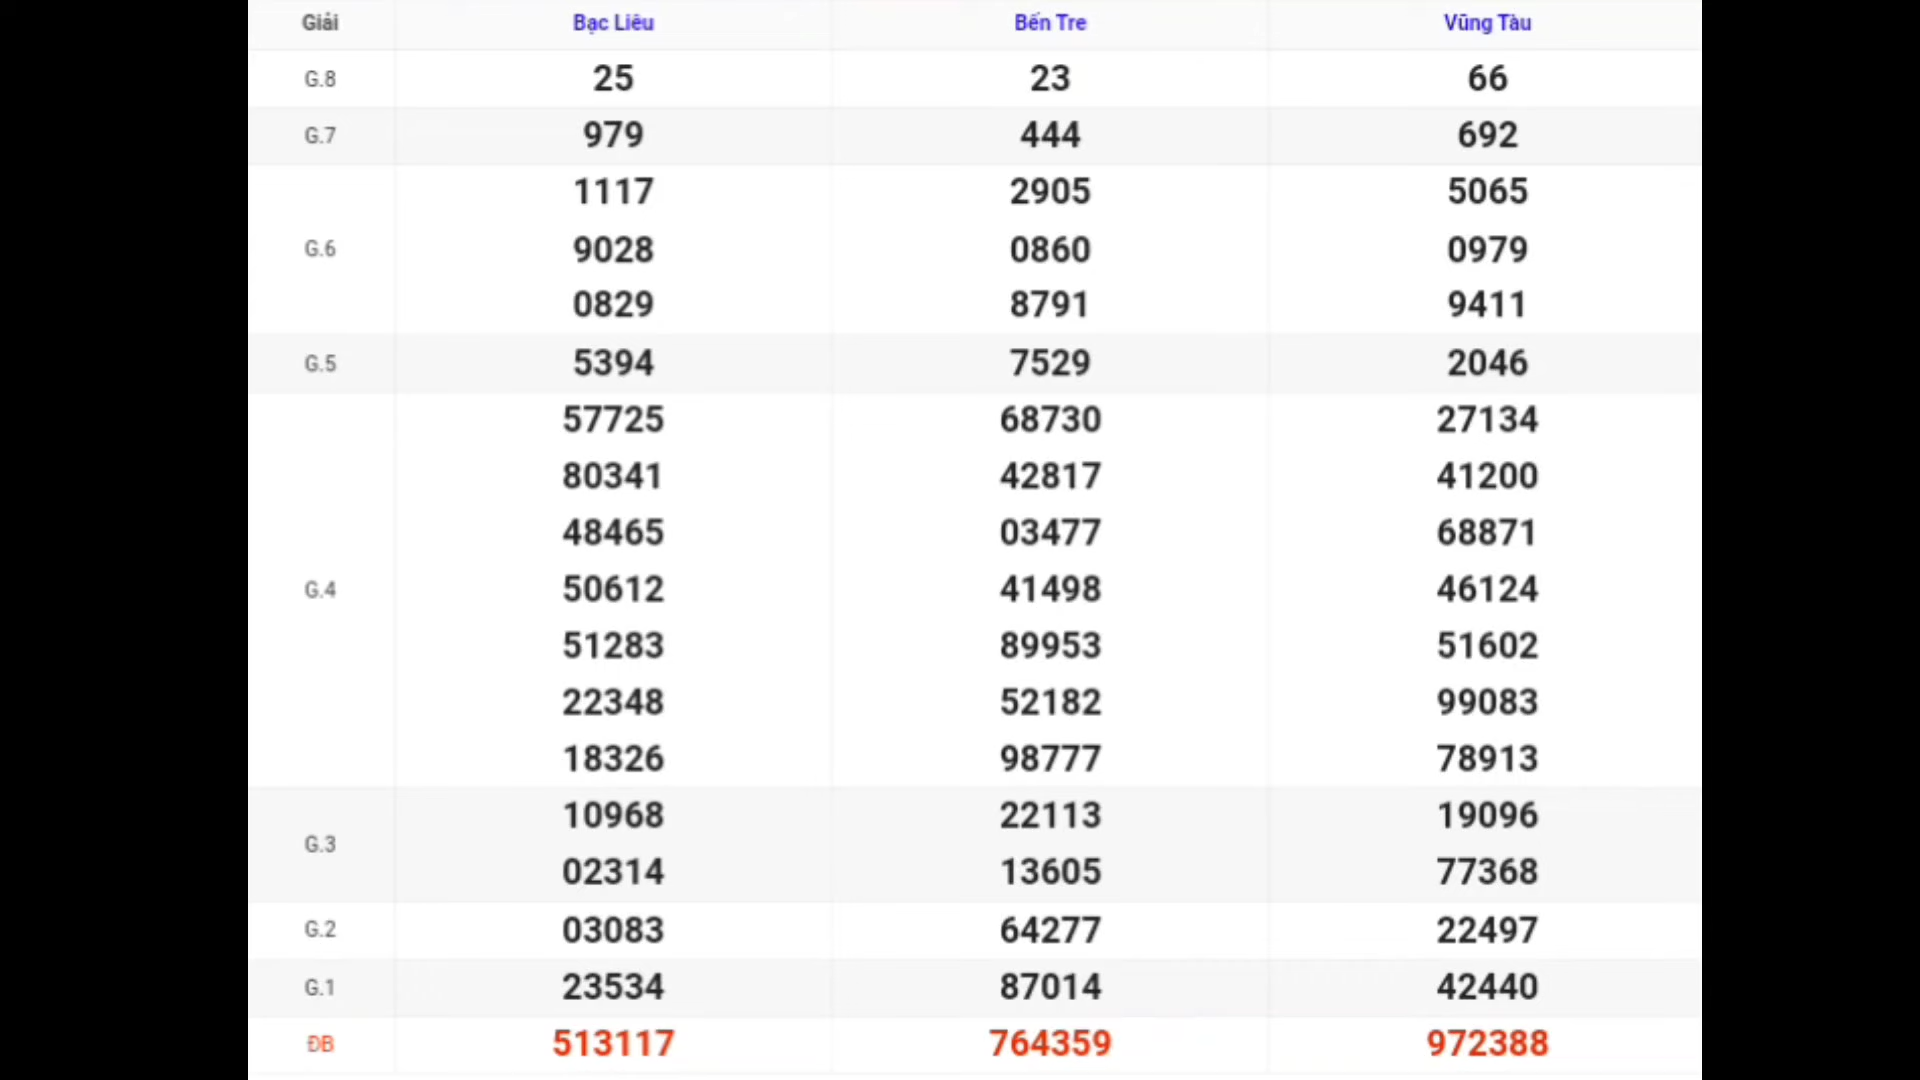 Giải Bạc Liêu Bến Tre Vũng Tàu
G.8 25 23 66
G.7 979 444 692
1117 2905 5065
G.6 9028 0860 0979
0829 8791 9411
G.5 5394 7529 2046
57725 68730 27134
80341 42817 41200
48465 03477 68871
G.4 50612 41498 46124
51283 89953 51602
22348 52182 99083
18326 98777 78913
10968 22113 19096
G.3
02314 13605 77368
G.2 03083 64277 22497
G.1 23534 87014 42440
ĐB 513117 764359 972388